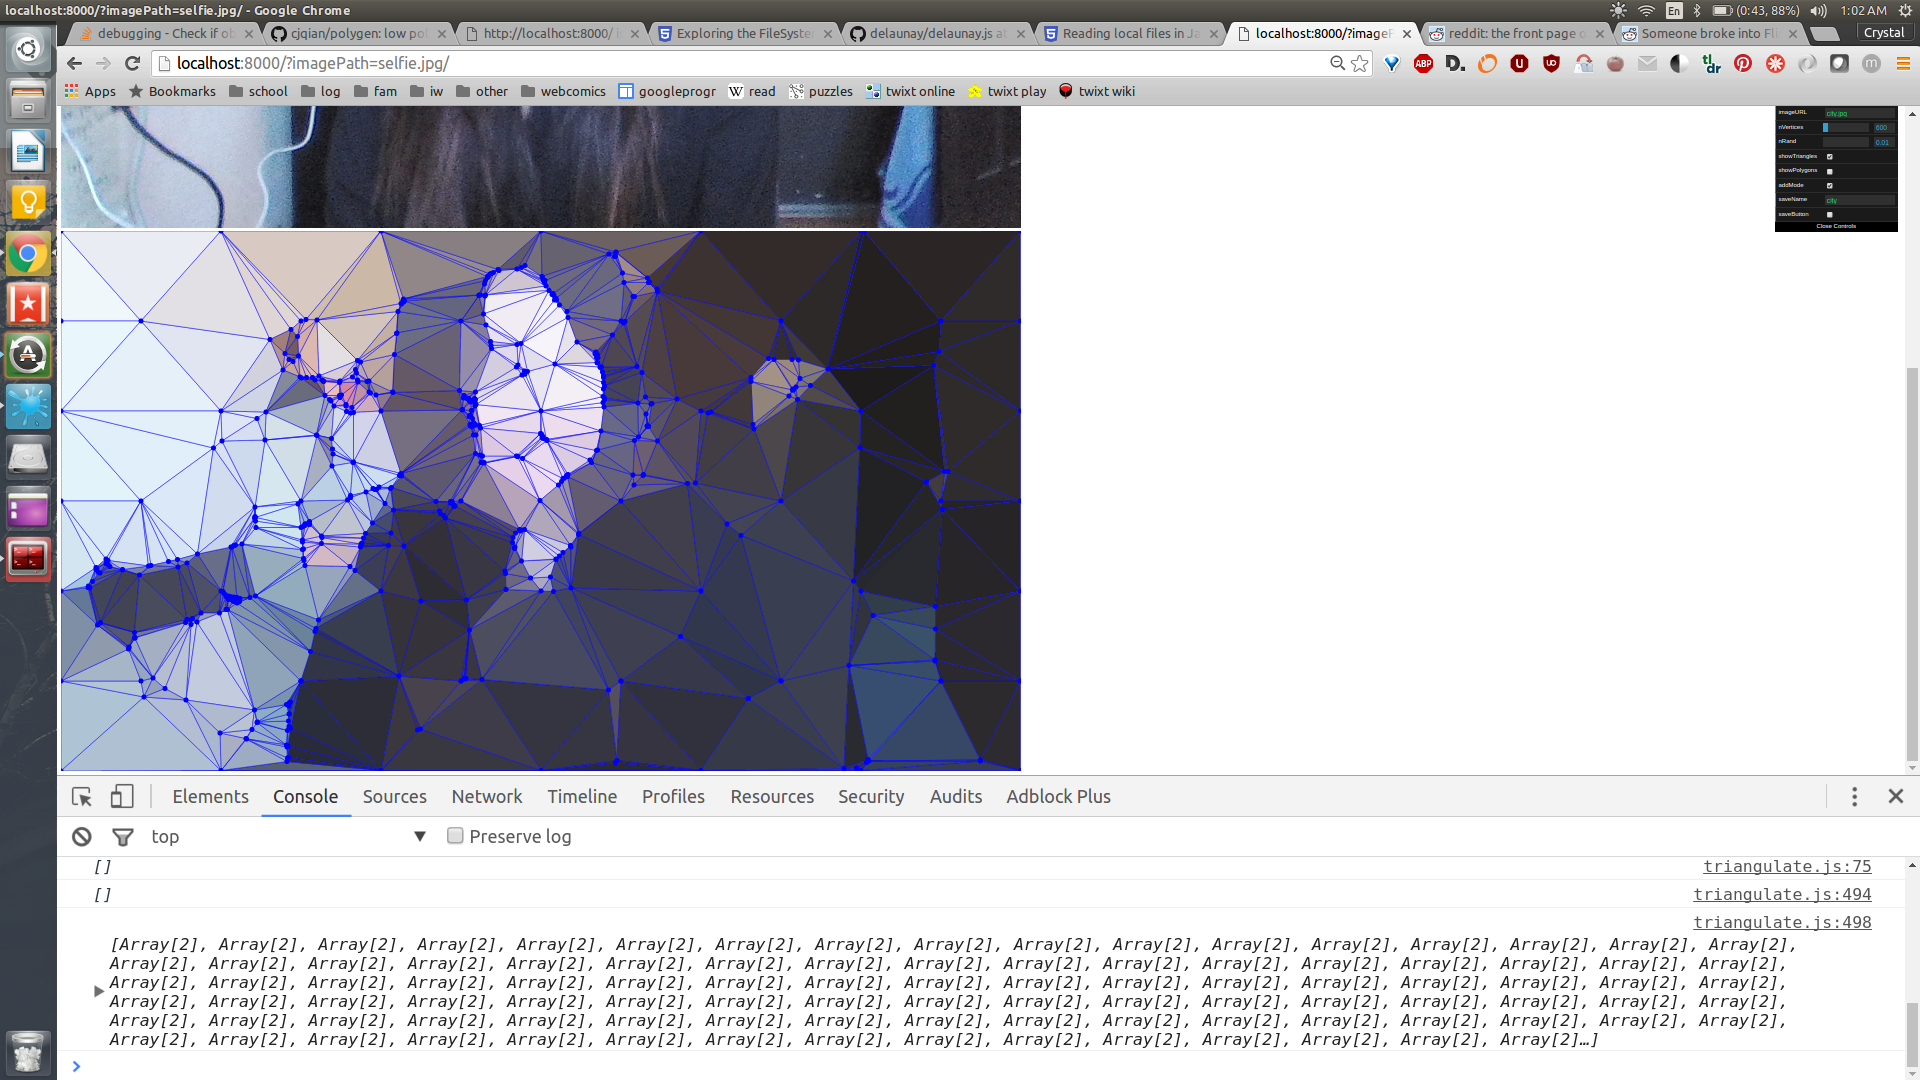 localhost:8000/?imagePath=selfie.jpg/ - Google Chrome
En (0:43, 88%) 1:02 AM
debugging - Check if ob
cjqian/polygen: low pol
http://localhost:8000/
Exploring the FileSystem
delaunay/delaunay.js at
Reading local files in Ja
localhost:8000/?imageP
reddit: the front page o
Someone broke into Fli
Crystal
localhost:8000/?imagePath=selfie.jpg/
ABP
tl;dr
Apps Bookmarks school log fam iw other webcomics googleprogr read puzzles twixt online twixt play twixt wiki
imageURL city.jpg
nVertices 600
nRand 0.01
showTriangles
showPolygons
addMode
saveName city
saveButton
Close Controls
Elements Console Sources Network Timeline Profiles Resources Security Audits Adblock Plus
top Preserve log
[] triangulate.js:75
[] triangulate.js:494
triangulate.js:498
[Array[2], Array[2], Array[2], Array[2], Array[2], Array[2], Array[2], Array[2], Array[2], Array[2], Array[2], Array[2], Array[2], Array[2], Array[2], Array[2], Array[2],
Array[2], Array[2], Array[2], Array[2], Array[2], Array[2], Array[2], Array[2], Array[2], Array[2], Array[2], Array[2], Array[2], Array[2], Array[2], Array[2], Array[2],
Array[2], Array[2], Array[2], Array[2], Array[2], Array[2], Array[2], Array[2], Array[2], Array[2], Array[2], Array[2], Array[2], Array[2], Array[2], Array[2], Array[2],
Array[2], Array[2], Array[2], Array[2], Array[2], Array[2], Array[2], Array[2], Array[2], Array[2], Array[2], Array[2], Array[2], Array[2], Array[2], Array[2], Array[2],
Array[2], Array[2], Array[2], Array[2], Array[2], Array[2], Array[2], Array[2], Array[2], Array[2], Array[2], Array[2], Array[2], Array[2], Array[2], Array[2], Array[2],
Array[2], Array[2], Array[2], Array[2], Array[2], Array[2], Array[2], Array[2], Array[2], Array[2], Array[2], Array[2], Array[2], Array[2], Array[2]…]